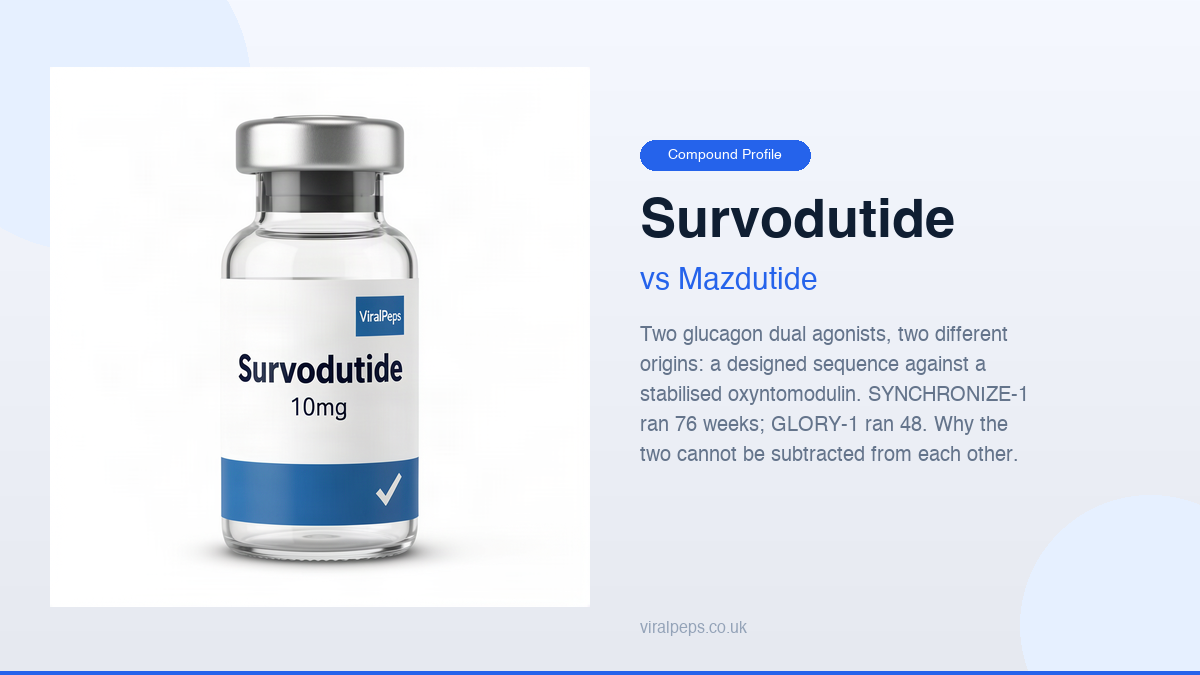 ViralPeps
Survodutide
10mg
Compound Profile
Survodutide
vs Mazdutide
Two glucagon dual agonists, two different
origins: a designed sequence against a
stabilised oxyntomodulin. SYNCHRONIZE-1
ran 76 weeks; GLORY-1 ran 48. Why the
two cannot be subtracted from each other.
viralpeps.co.uk